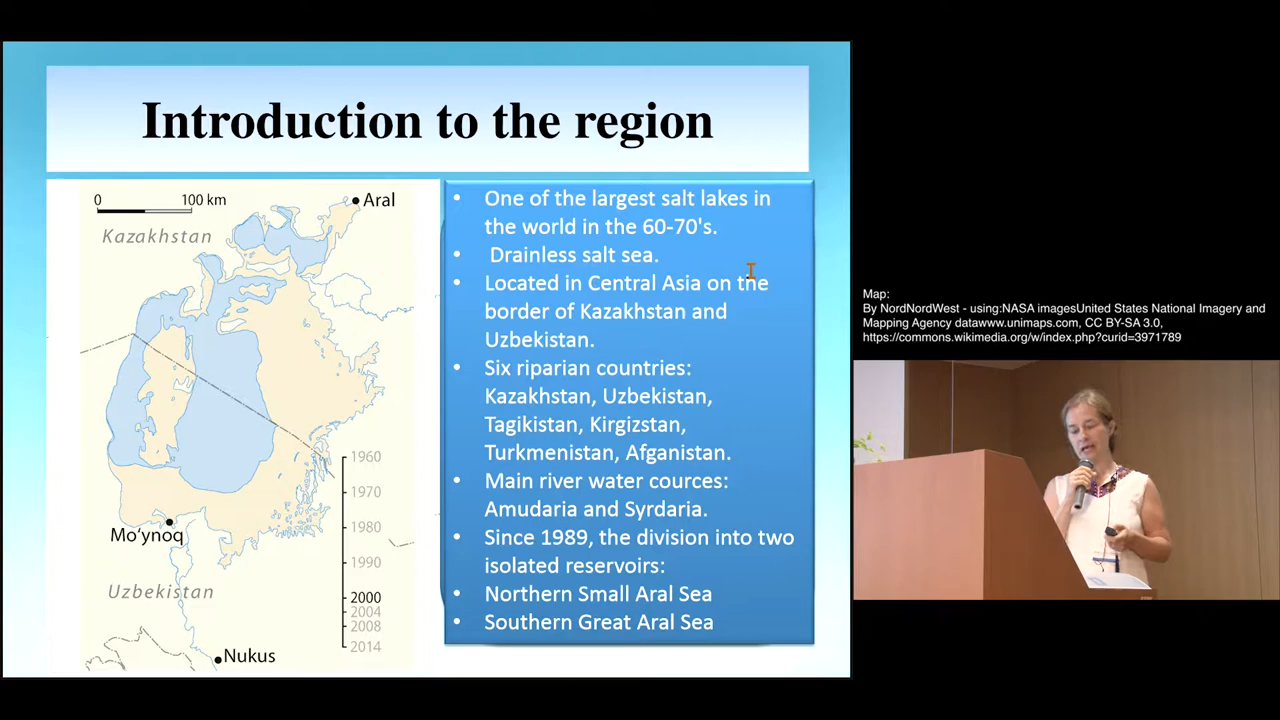 Introduction to the region
0 100 km
Aral
Kazakhstan
Mo'ynoq
Uzbekistan
Nukus
1960
1970
1980
1990
2000
2004
2008
2014
• One of the largest salt lakes in
the world in the 60-70's.
• Drainless salt sea.
• Located in Central Asia on the
border of Kazakhstan and
Uzbekistan.
• Six riparian countries:
Kazakhstan, Uzbekistan,
Tagikistan, Kirgizstan,
Turkmenistan, Afganistan.
• Main river water cources:
Amudaria and Syrdaria.
• Since 1989, the division into two
isolated reservoirs:
• Northern Small Aral Sea
• Southern Great Aral Sea
Map:
By NordNordWest - using:NASA imagesUnited States National Imagery and
Mapping Agency datawww.unimaps.com, CC BY-SA 3.0,
https://commons.wikimedia.org/w/index.php?curid=3971789